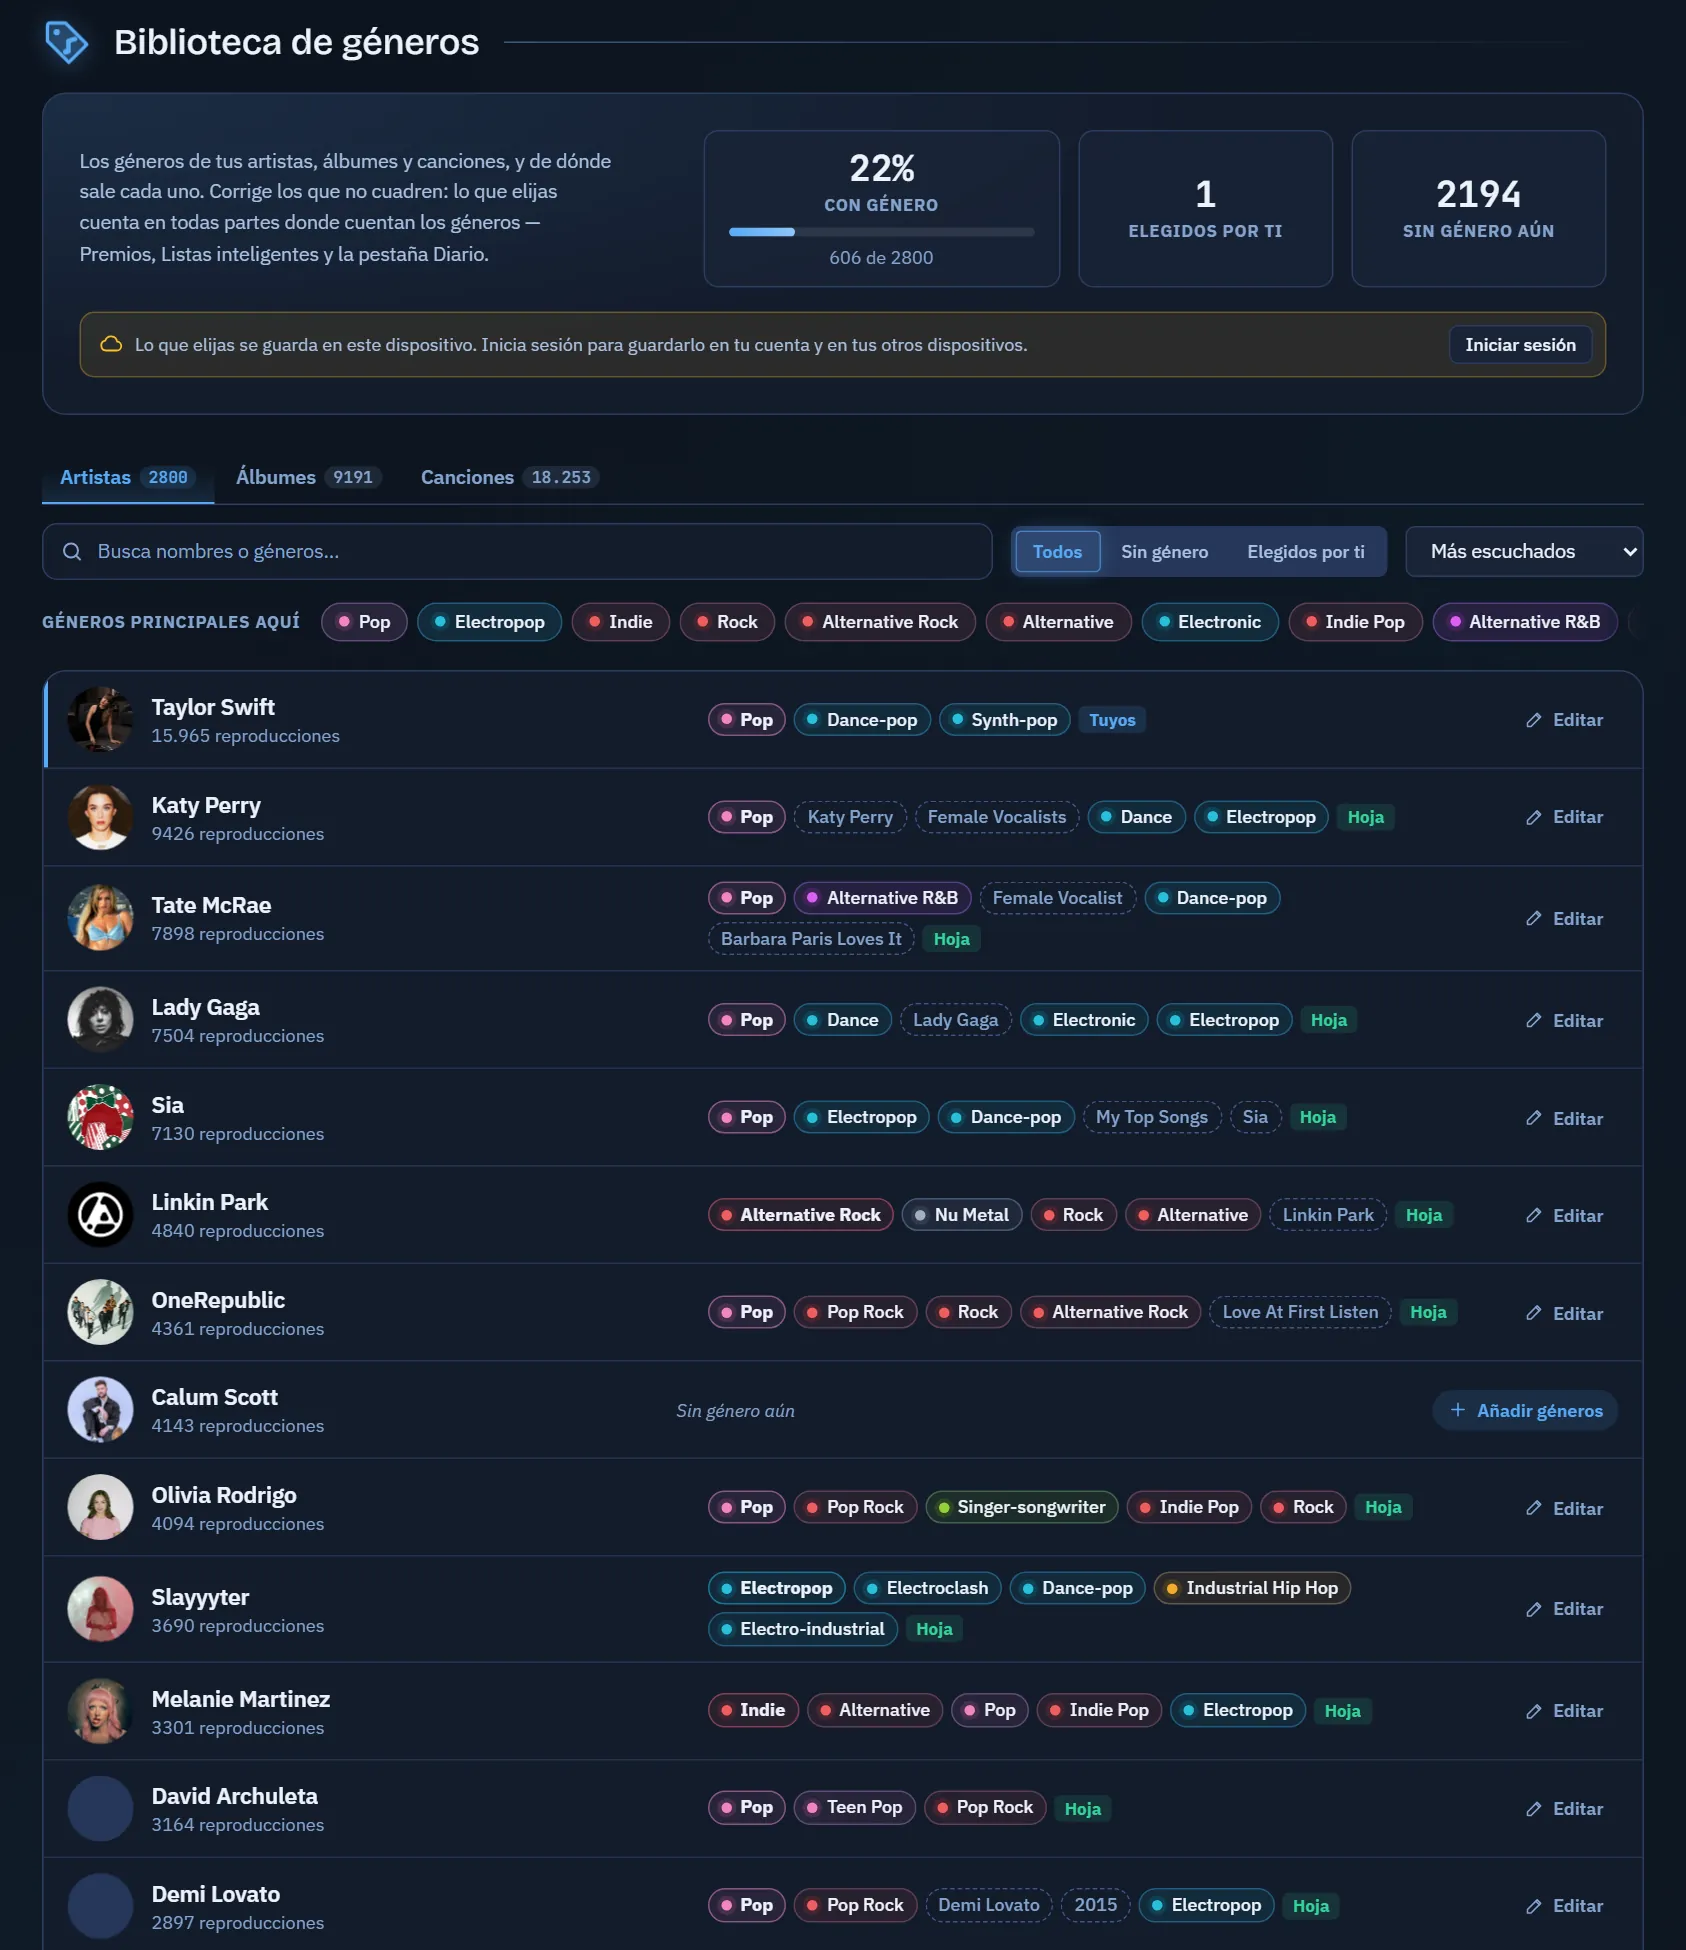 Biblioteca de géneros
Los géneros de tus artistas, álbumes y canciones, y de dónde
sale cada uno. Corrige los que no cuadren: lo que elijas
cuenta en todas partes donde cuentan los géneros —
Premios, Listas inteligentes y la pestaña Diario.
22%
CON GÉNERO
606 de 2800
1
ELEGIDOS POR TI
2194
SIN GÉNERO AÚN
Lo que elijas se guarda en este dispositivo. Inicia sesión para guardarlo en tu cuenta y en tus otros dispositivos.
Iniciar sesión
Artistas 2800 Álbumes 9191 Canciones 18.253
Busca nombres o géneros...
Todos Sin género Elegidos por ti
Más escuchados
GÉNEROS PRINCIPALES AQUÍ Pop Electropop Indie Rock Alternative Rock Alternative Electronic Indie Pop Alternative R&B
Taylor Swift
15.965 reproducciones
Pop Dance-pop Synth-pop Tuyos
Editar
Katy Perry
9426 reproducciones
Pop Katy Perry Female Vocalists Dance Electropop Hoja
Editar
Tate McRae
7898 reproducciones
Pop Alternative R&B Female Vocalist Dance-pop
Barbara Paris Loves It Hoja
Editar
Lady Gaga
7504 reproducciones
Pop Dance Lady Gaga Electronic Electropop Hoja
Editar
Sia
7130 reproducciones
Pop Electropop Dance-pop My Top Songs Sia Hoja
Editar
Linkin Park
4840 reproducciones
Alternative Rock Nu Metal Rock Alternative Linkin Park Hoja
Editar
OneRepublic
4361 reproducciones
Pop Pop Rock Rock Alternative Rock Love At First Listen Hoja
Editar
Calum Scott
4143 reproducciones
Sin género aún
Añadir géneros
Olivia Rodrigo
4094 reproducciones
Pop Pop Rock Singer-songwriter Indie Pop Rock Hoja
Editar
Slayyyter
3690 reproducciones
Electropop Electroclash Dance-pop Industrial Hip Hop
Electro-industrial Hoja
Editar
Melanie Martinez
3301 reproducciones
Indie Alternative Pop Indie Pop Electropop Hoja
Editar
David Archuleta
3164 reproducciones
Pop Teen Pop Pop Rock Hoja
Editar
Demi Lovato
2897 reproducciones
Pop Pop Rock Demi Lovato 2015 Electropop Hoja
Editar